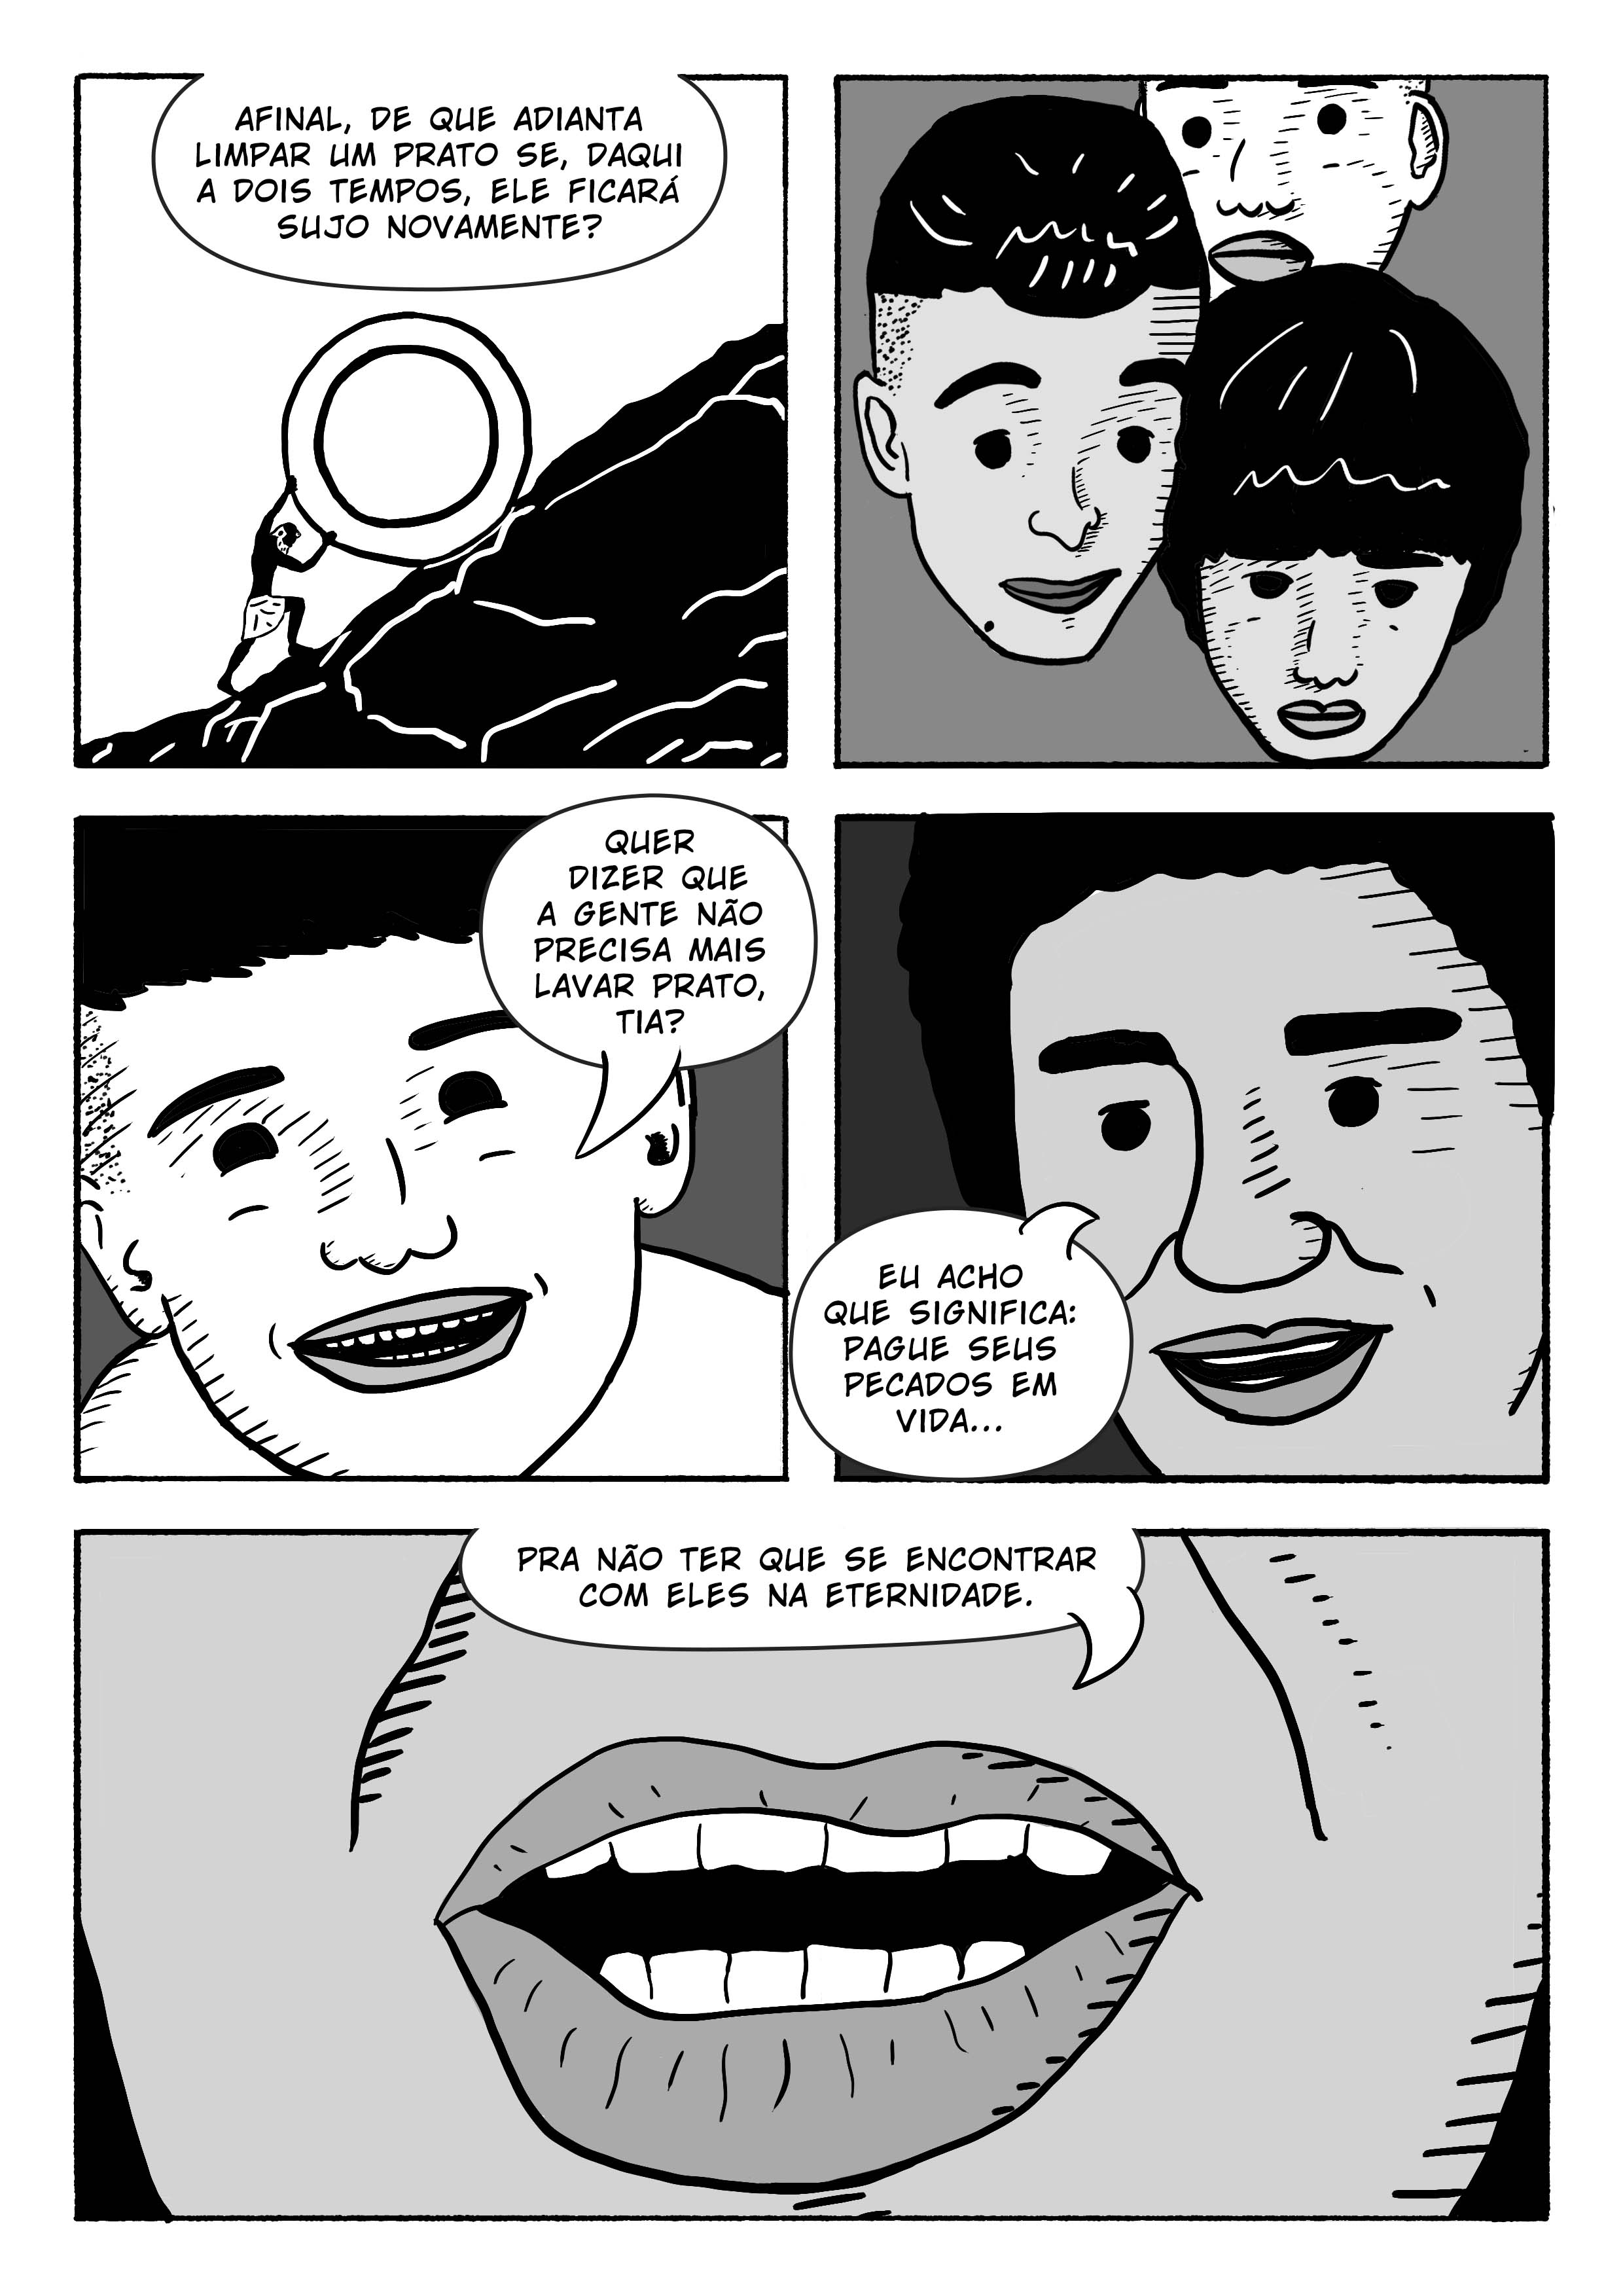 AFINAL, DE QUE ADIANTA
LIMPAR UM PRATO SE, DAQUI
A DOIS TEMPOS, ELE FICARÁ
SUJO NOVAMENTE?
QUER
DIZER QUE
A GENTE NÃO
PRECISA MAIS
LAVAR PRATO,
TIA?
EU ACHO
QUE SIGNIFICA:
PAGUE SEUS
PECADOS EM
VIDA...
PRA NÃO TER QUE SE ENCONTRAR
COM ELES NA ETERNIDADE.